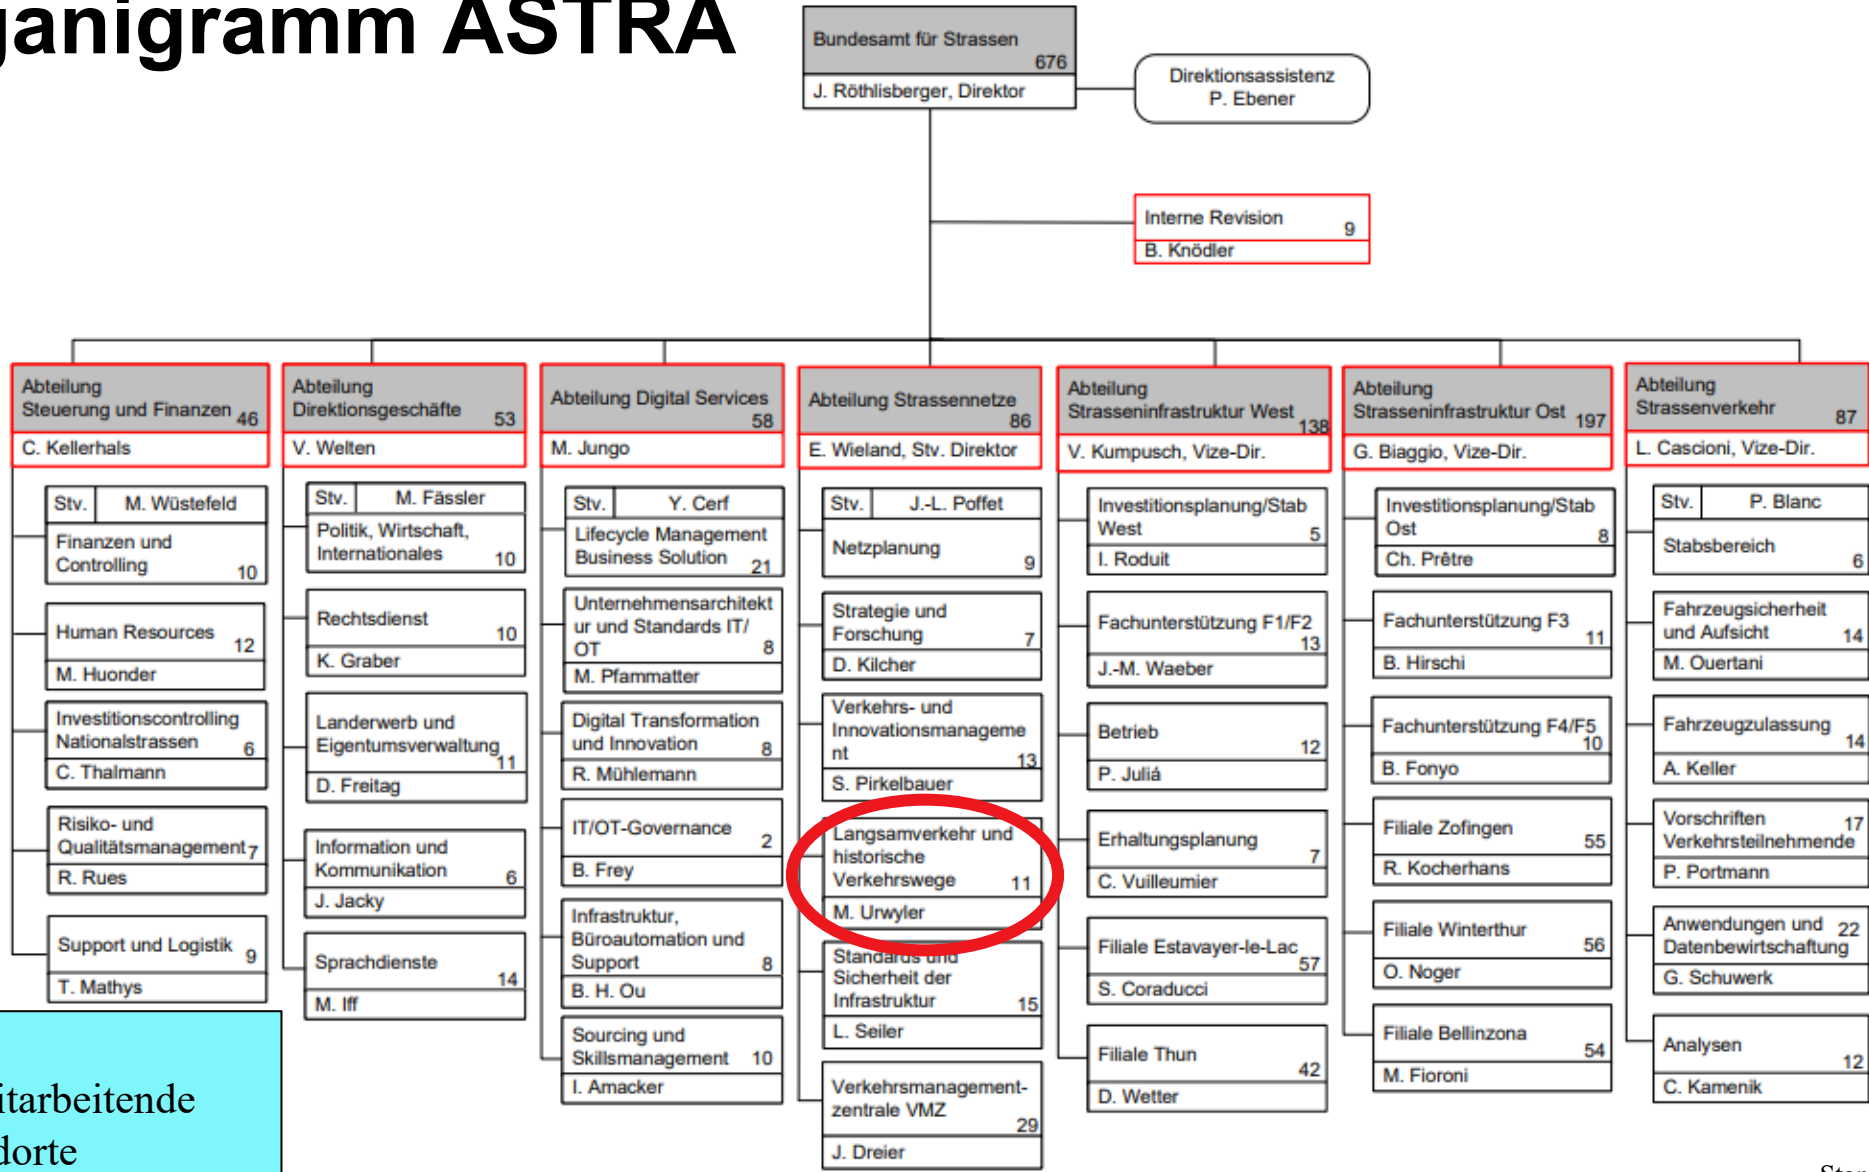 ganigramm ASTRA
Bundesamt für Strassen
676
J. Röthlisberger, Direktor
Direktionsassistenz
P. Ebener
Interne Revision
9
B. Knödler
Abteilung
Steuerung und Finanzen 46
C. Kellerhals
Stv. M. Wüstefeld
Finanzen und
Controlling 10
Human Resources 12
M. Huonder
Investitionscontrolling
Nationalstrassen 6
C. Thalmann
Risiko- und
Qualitätsmanagement 7
R. Rues
Support und Logistik 9
T. Mathys
Abteilung
Direktionsgeschäfte 53
V. Welten
Stv. M. Fässler
Politik, Wirtschaft,
Internationales 10
Rechtsdienst 10
K. Graber
Landerwerb und
Eigentumsverwaltung 11
D. Freitag
Information und
Kommunikation 6
J. Jacky
Sprachdienste 14
M. Iff
Abteilung Digital Services
58
M. Jungo
Stv. Y. Cerf
Lifecycle Management
Business Solution 21
Unternehmensarchitekt
ur und Standards IT/
OT 8
M. Pfammatter
Digital Transformation
und Innovation 8
R. Mühlemann
IT/OT-Governance 2
B. Frey
Infrastruktur,
Büroautomation und
Support 8
B. H. Ou
Sourcing und
Skillsmanagement 10
I. Amacker
Abteilung Strassennetze
86
E. Wieland, Stv. Direktor
Stv. J.-L. Poffet
Netzplanung
9
Strategie und
Forschung 7
D. Kilcher
Verkehrs- und
Innovationsmanageme
nt 13
S. Pirkelbauer
Langsamverkehr und
historische
Verkehrswege 11
M. Urwyler
Standards und
Sicherheit der
Infrastruktur 15
L. Seiler
Verkehrsmanagement-
zentrale VMZ
29
J. Dreier
Abteilung
Strasseninfrastruktur West 138
V. Kumpusch, Vize-Dir.
Investitionsplanung/Stab
West 5
I. Roduit
Fachunterstützung F1/F2
13
J.-M. Waeber
Betrieb 12
P. Juliá
Erhaltungsplanung
7
C. Vuilleumier
Filiale Estavayer-le-Lac
57
S. Coraducci
Filiale Thun 42
D. Wetter
Abteilung
Strasseninfrastruktur Ost 197
G. Biaggio, Vize-Dir.
Investitionsplanung/Stab
Ost 8
Ch. Prêtre
Fachunterstützung F3
11
B. Hirschi
Fachunterstützung F4/F5
10
B. Fonyo
Filiale Zofingen 55
R. Kocherhans
Filiale Winterthur 56
O. Noger
Filiale Bellinzona 54
M. Fioroni
Abteilung
Strassenverkehr 87
L. Cascioni, Vize-Dir.
Stv. P. Blanc
Stabsbereich 6
Fahrzeugsicherheit
und Aufsicht 14
M. Ouertani
Fahrzeugzulassung
14
A. Keller
Vorschriften 17
Verkehrsteilnehmende
P. Portmann
Anwendungen und 22
Datenbewirtschaftung
G. Schuwerk
Analysen 12
C. Kamenik
itarbeitende
dorte